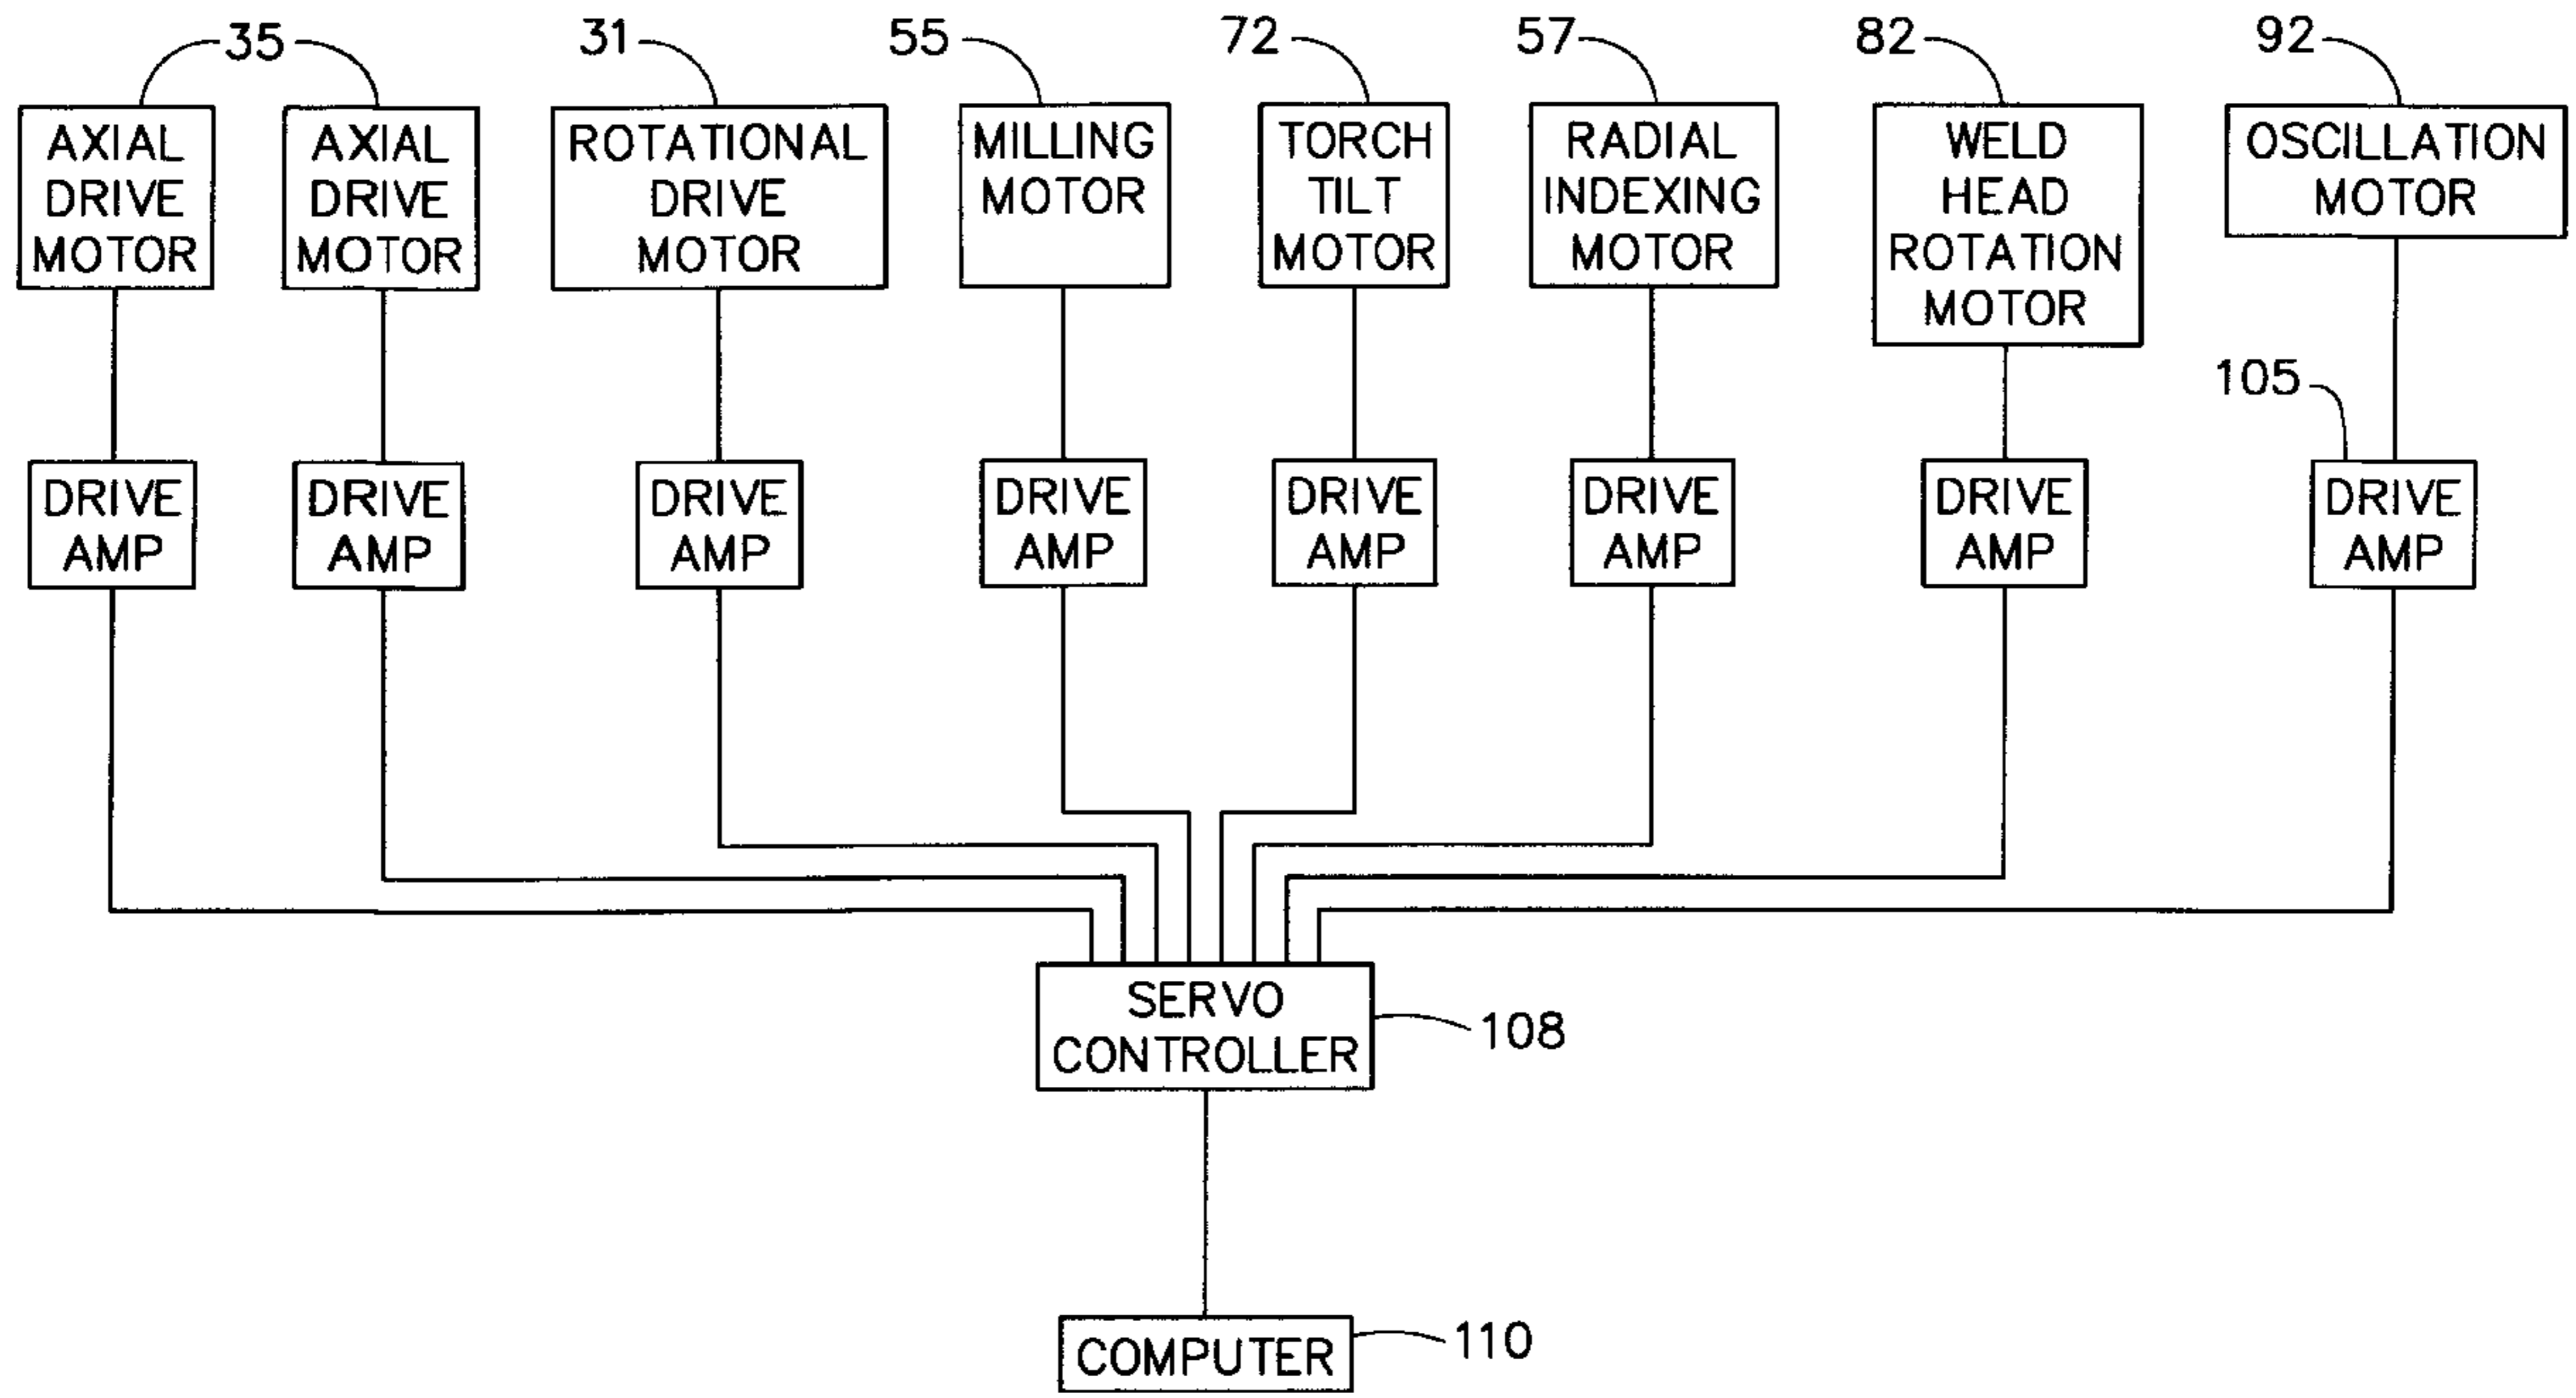 35
31
55
72
57
82
92
AXIAL
DRIVE
MOTOR
AXIAL
DRIVE
MOTOR
ROTATIONAL
DRIVE
MOTOR
MILLING
MOTOR
TORCH
TILT
MOTOR
RADIAL
INDEXING
MOTOR
WELD
HEAD
ROTATION
MOTOR
OSCILLATION
MOTOR
105
DRIVE
AMP
DRIVE
AMP
DRIVE
AMP
DRIVE
AMP
DRIVE
AMP
DRIVE
AMP
DRIVE
AMP
DRIVE
AMP
SERVO
CONTROLLER
108
COMPUTER
110